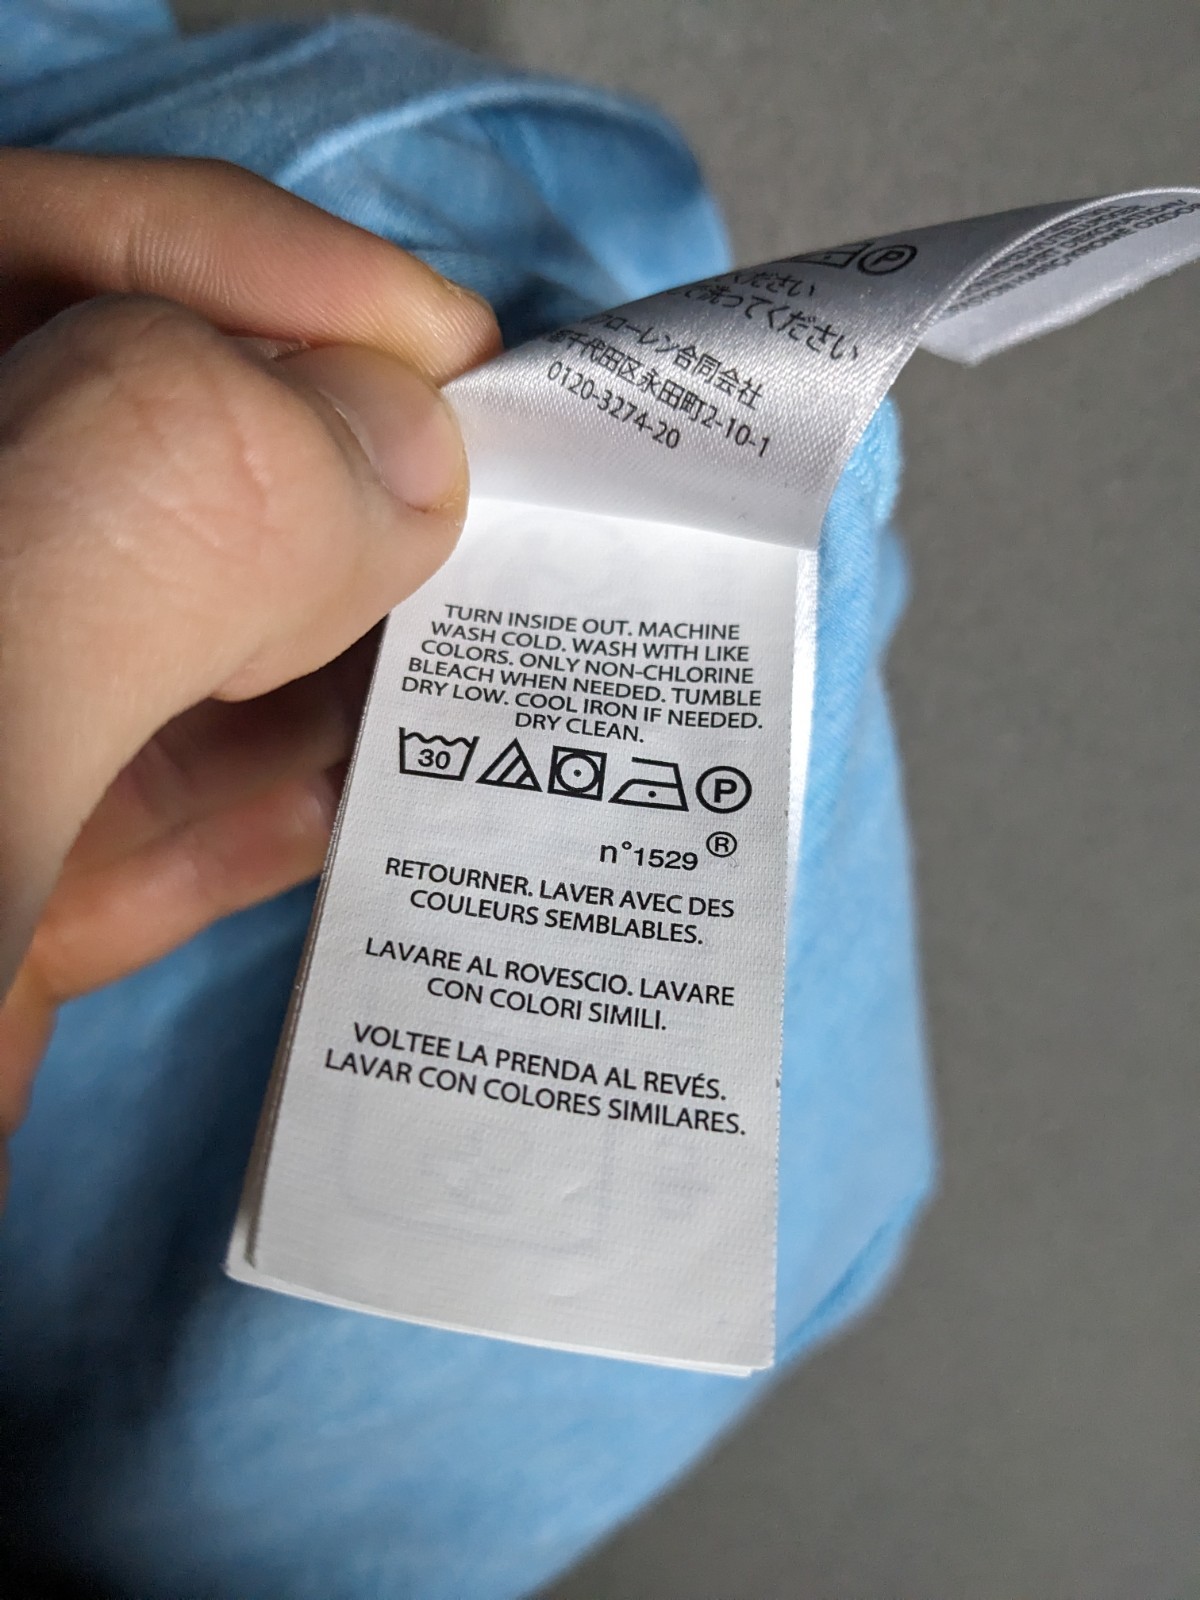 P
ください
て洗ってください
ローレン合同会社
千代田区永田町2-10-1
0120-3274-20
TURN INSIDE OUT. MACHINE
WASH COLD. WASH WITH LIKE
COLORS. ONLY NON-CHLORINE
BLEACH WHEN NEEDED. TUMBLE
DRY LOW. COOL IRON IF NEEDED.
DRY CLEAN.
30 P
n°1529 ®
RETOURNER. LAVER AVEC DES
COULEURS SEMBLABLES.
LAVARE AL ROVESCIO. LAVARE
CON COLORI SIMILI.
VOLTEE LA PRENDA AL REVÉS.
LAVAR CON COLORES SIMILARES.